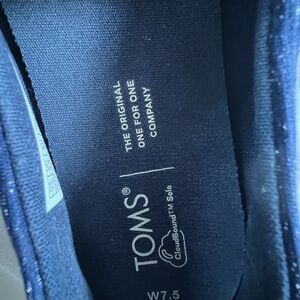 THE ORIGINAL
ONE FOR ONE
COMPANY
TOMS®
CloudBound™ Sole
W7.5